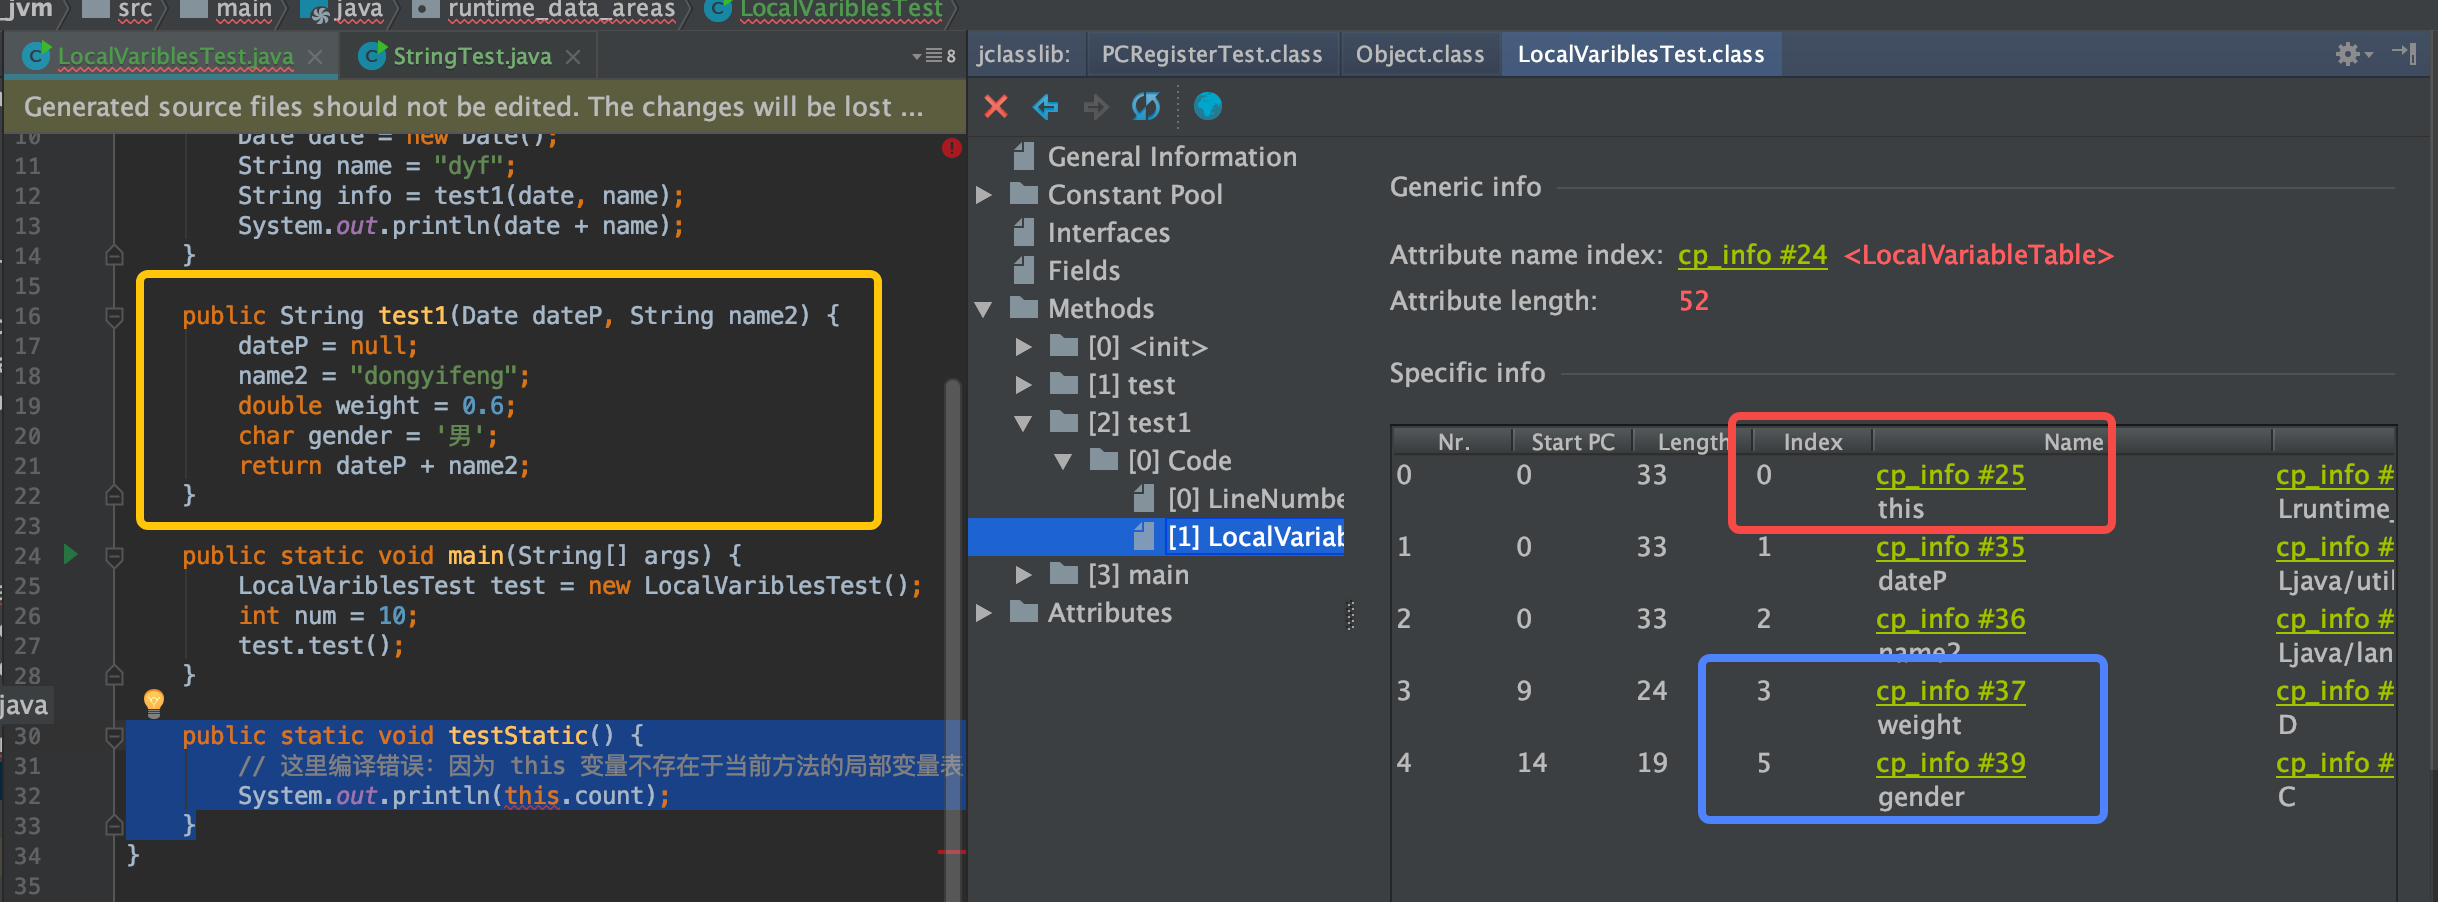 _jvm src main java runtime_data_areas LocalVariblesTest
LocalVariblesTest.java StringTest.java 8
Generated source files should not be edited. The changes will be lost ...
10 Date date = new Date();
11 String name = "dyf";
12 String info = test1(date, name);
13 System.out.println(date + name);
14 }
15
16 public String test1(Date dateP, String name2) {
17 dateP = null;
18 name2 = "dongyifeng";
19 double weight = 0.6;
20 char gender = '男';
21 return dateP + name2;
22 }
23
24 public static void main(String[] args) {
25 LocalVariblesTest test = new LocalVariblesTest();
26 int num = 10;
27 test.test();
28 }
java
30 public static void testStatic() {
31 // 这里编译错误：因为 this 变量不存在于当前方法的局部变量表
32 System.out.println(this.count);
33 }
34 }
35
jclasslib: PCRegisterTest.class Object.class LocalVariblesTest.class
General Information
Constant Pool
Interfaces
Fields
Methods
[0] <init>
[1] test
[2] test1
[0] Code
[0] LineNumbe
[1] LocalVariab
[3] main
Attributes
Generic info
Attribute name index: cp_info #24 <LocalVariableTable>
Attribute length: 52
Specific info
Nr. Start PC Length Index Name
0 0 33 0 cp_info #25 cp_info #
this Lruntime_
1 0 33 1 cp_info #35 cp_info #
dateP Ljava/util
2 0 33 2 cp_info #36 cp_info #
name2 Ljava/lan
3 9 24 3 cp_info #37 cp_info #
weight D
4 14 19 5 cp_info #39 cp_info #
gender C